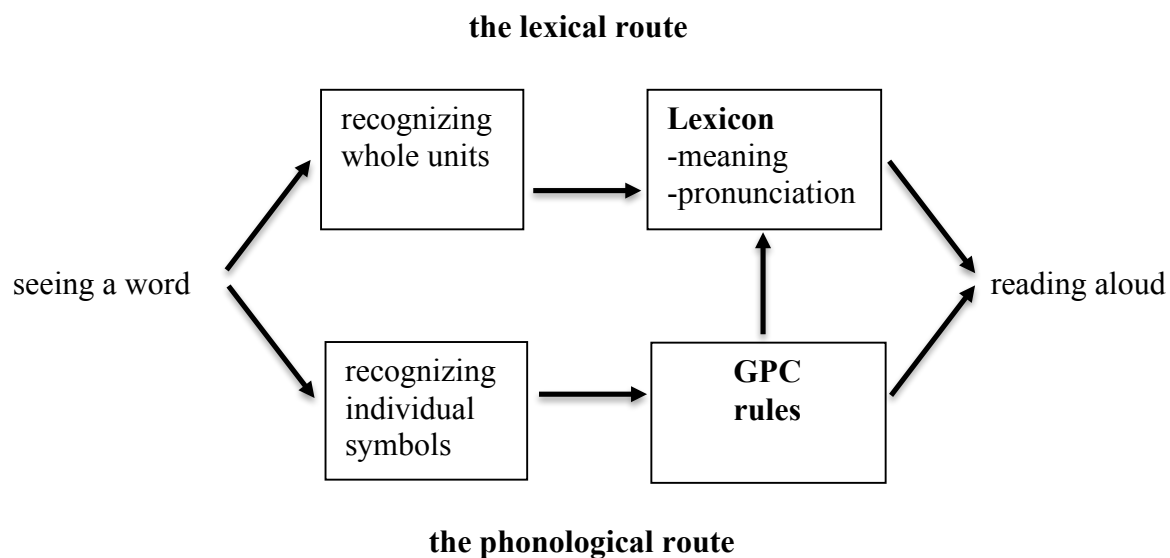 the lexical route
recognizing
whole units
Lexicon
-meaning
-pronunciation
seeing a word
reading aloud
recognizing
individual
symbols
GPC
rules
the phonological route